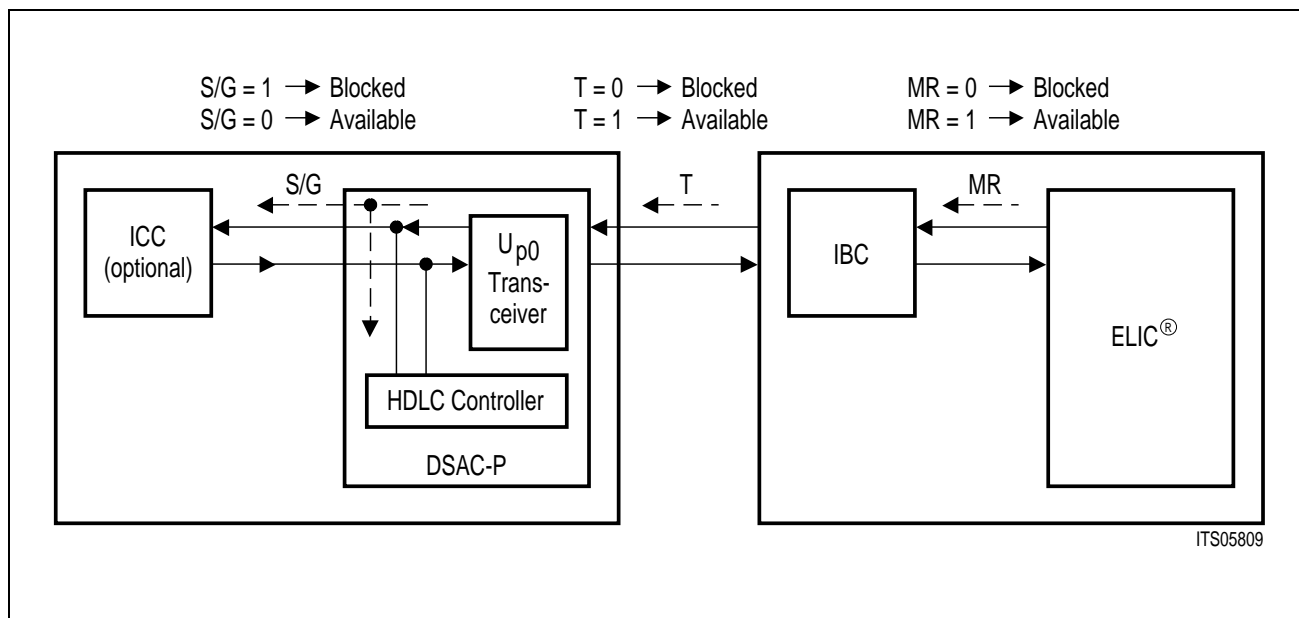 S/G = 1 → Blocked
S/G = 0 → Available
T = 0 → Blocked
T = 1 → Available
MR = 0 → Blocked
MR = 1 → Available
S/G
T
MR
ICC
(optional)
Up0
Trans-
ceiver
HDLC Controller
DSAC-P
IBC
ELIC®
ITS05809